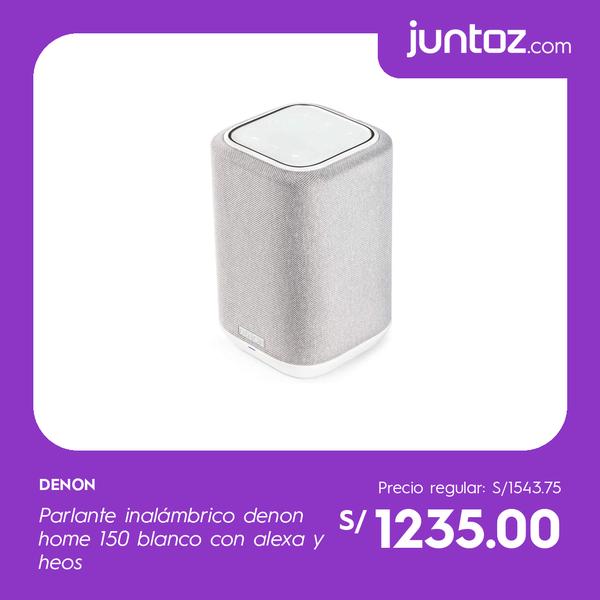 juntoz.com
DENON
Parlante inalámbrico denon
home 150 blanco con alexa y
heos
Precio regular: S/1543.75
S/ 1235.00